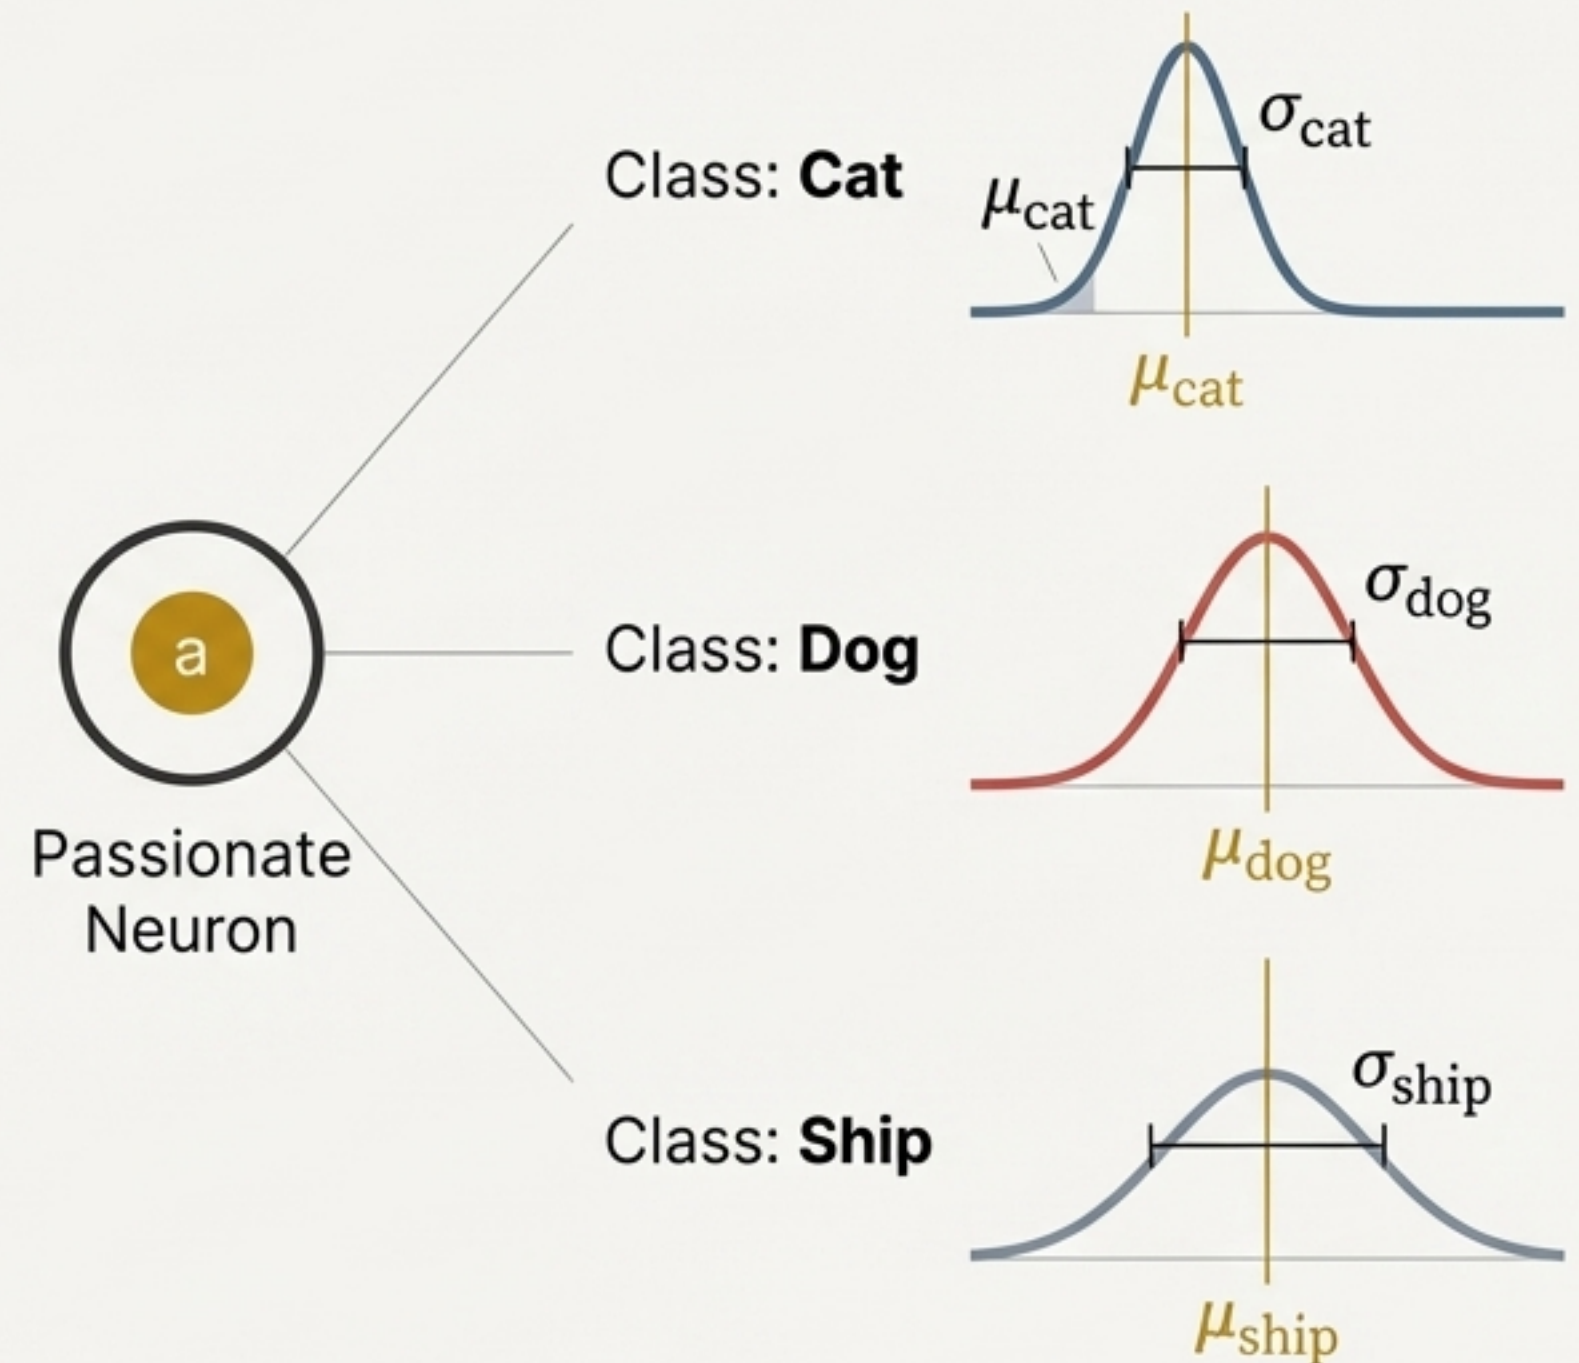 Class: Cat
σcat
μcat
μcat
a
Passionate
Neuron
Class: Dog
σdog
μdog
Class: Ship
σship
μship